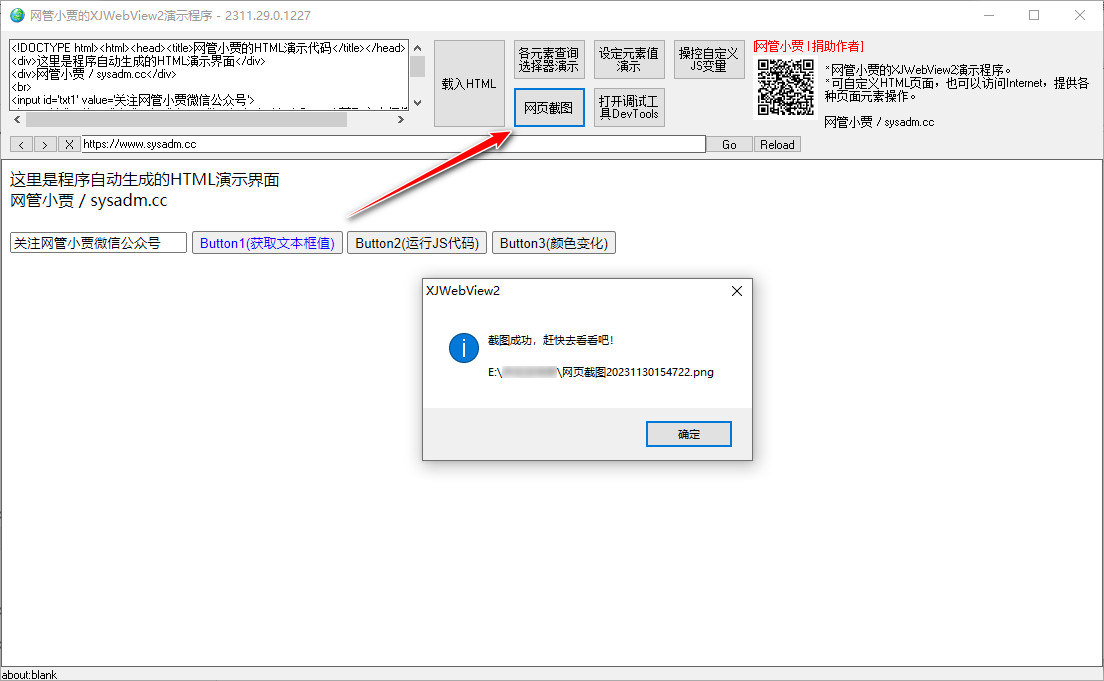 网管小贾的XJWebView2演示程序 - 2311.29.0.1227
<!DOCTYPE html><html><head><title>网管小贾的HTML演示代码</title></head>
<div>这里是程序自动生成的HTML演示界面</div>
<div>网管小贾 / sysadm.cc</div>
<br>
<input id='txt1' value='关注网管小贾微信公众号'>
载入HTML
各元素查询
选择器演示
设定元素值
演示
操控自定义
JS变量
网页截图
打开调试工
具DevTools
[网管小贾 | 捐助作者]
*网管小贾的XJWebView2演示程序。
*可自定义HTML页面，也可以访问Internet，提供各
种页面元素操作。
网管小贾 / sysadm.cc
< > X https://www.sysadm.cc Go Reload
这里是程序自动生成的HTML演示界面
网管小贾 / sysadm.cc
关注网管小贾微信公众号 Button1(获取文本框值) Button2(运行JS代码) Button3(颜色变化)
XJWebView2
截图成功，赶快去看看吧！
E:\ \网页截图20231130154722.png
确定
about:blank